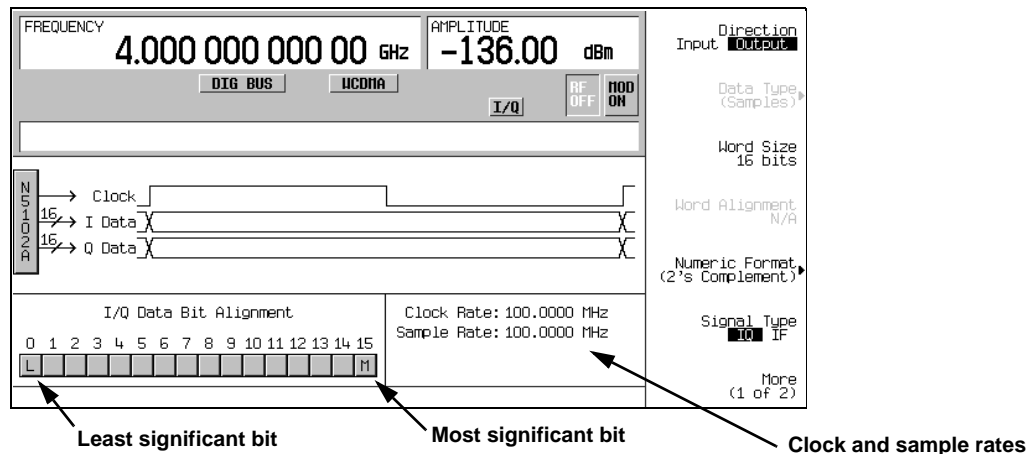 FREQUENCY
4.000 000 000 00 GHz
AMPLITUDE
-136.00 dBm
DIG BUS
WCDMA
I/Q
RF
OFF
MOD
ON
N5102A
Clock
16
I Data
16
Q Data
I/Q Data Bit Alignment
0 1 2 3 4 5 6 7 8 9 10 11 12 13 14 15
L
M
Clock Rate: 100.0000 MHz
Sample Rate: 100.0000 MHz
Direction
Input Output
Data Type
(Samples)
Word Size
16 bits
Word Alignment
N/A
Numeric Format
(2's Complement)
Signal Type
IQ IF
More
(1 of 2)
Least significant bit
Most significant bit
Clock and sample rates